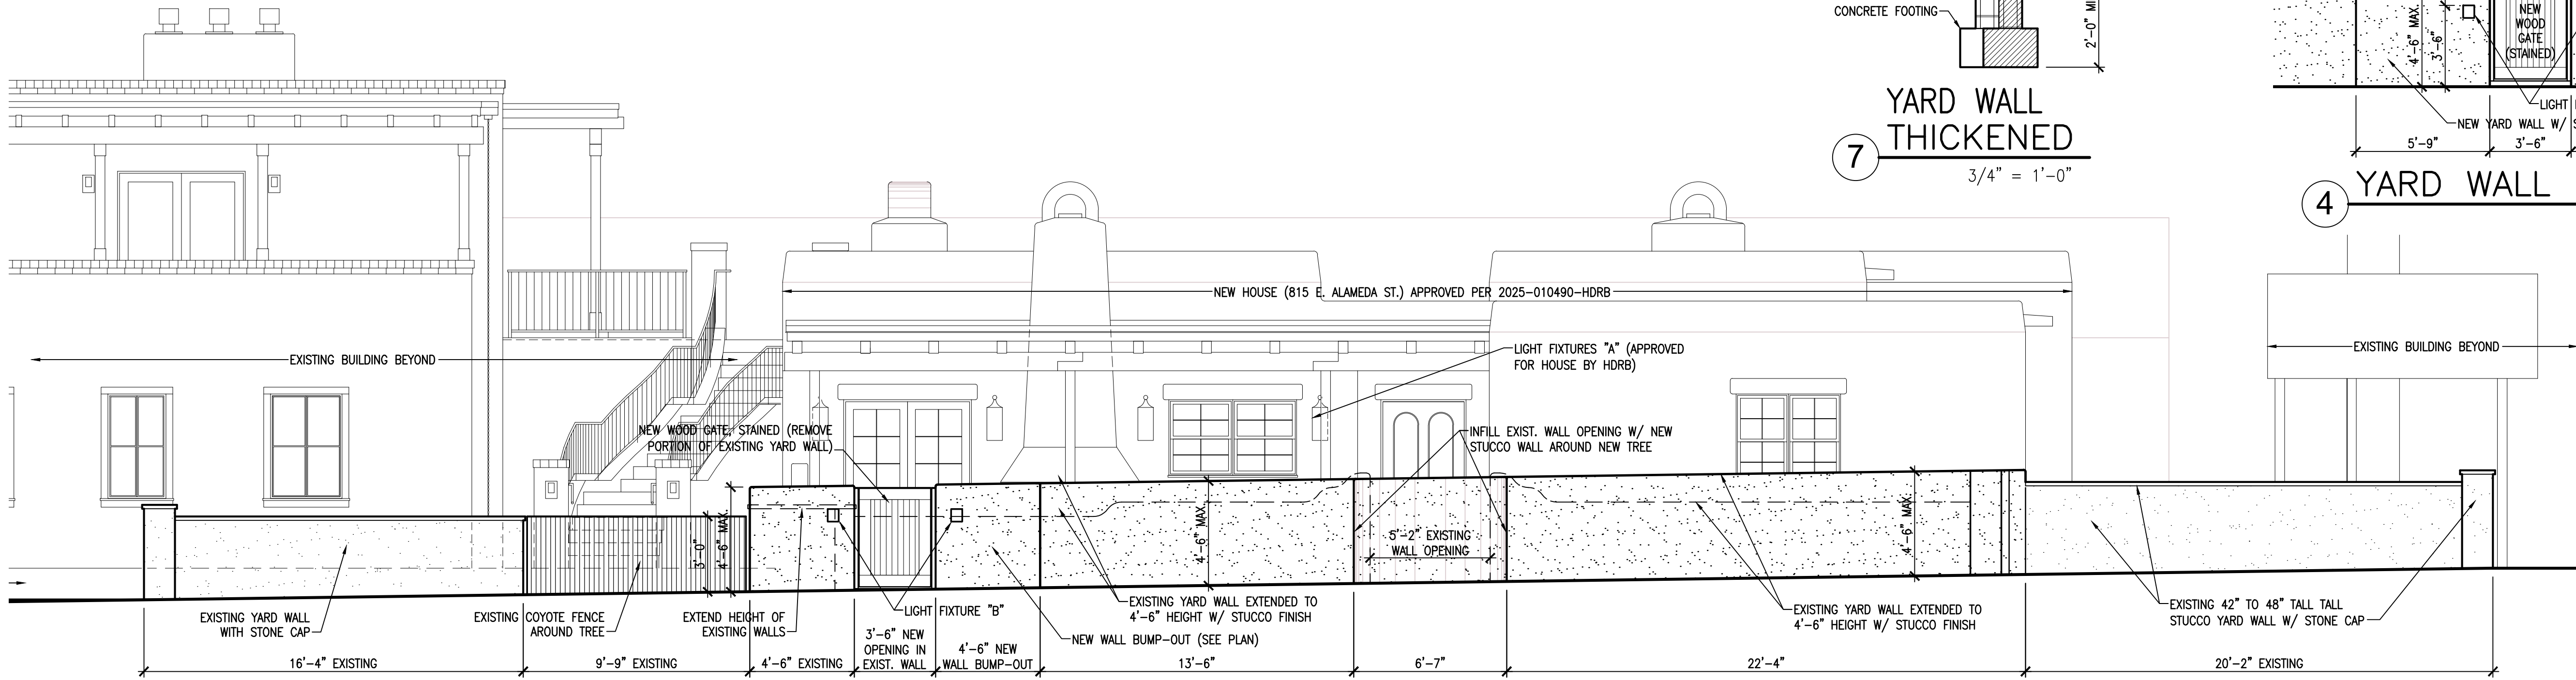 CONCRETE FOOTING
YARD WALL
THICKENED
7
3/4" = 1'-0"
4'-6" MAX.
3'-6"
NEW
WOOD
GATE
(STAINED)
LIGHT
NEW YARD WALL W/
5'-9"
3'-6"
4
YARD WALL
NEW HOUSE (815 E. ALAMEDA ST.) APPROVED PER 2025-010490-HDRB
EXISTING BUILDING BEYOND
LIGHT FIXTURES "A" (APPROVED
FOR HOUSE BY HDRB)
EXISTING BUILDING BEYOND
NEW WOOD GATE, STAINED (REMOVE
PORTION OF EXISTING YARD WALL)
INFILL EXIST. WALL OPENING W/ NEW
STUCCO WALL AROUND NEW TREE
3'-0"
4'-6" MAX.
4'-6" MAX.
5'-2" EXISTING
WALL OPENING
4'-6" MAX.
EXISTING YARD WALL
WITH STONE CAP
EXISTING COYOTE FENCE
AROUND TREE
EXTEND HEIGHT OF
EXISTING WALLS
LIGHT FIXTURE "B"
NEW WALL BUMP-OUT (SEE PLAN)
EXISTING YARD WALL EXTENDED TO
4'-6" HEIGHT W/ STUCCO FINISH
EXISTING YARD WALL EXTENDED TO
4'-6" HEIGHT W/ STUCCO FINISH
EXISTING 42" TO 48" TALL TALL
STUCCO YARD WALL W/ STONE CAP
16'-4" EXISTING
9'-9" EXISTING
4'-6" EXISTING
3'-6" NEW
OPENING IN
EXIST. WALL
4'-6" NEW
WALL BUMP-OUT
13'-6"
6'-7"
22'-4"
20'-2" EXISTING